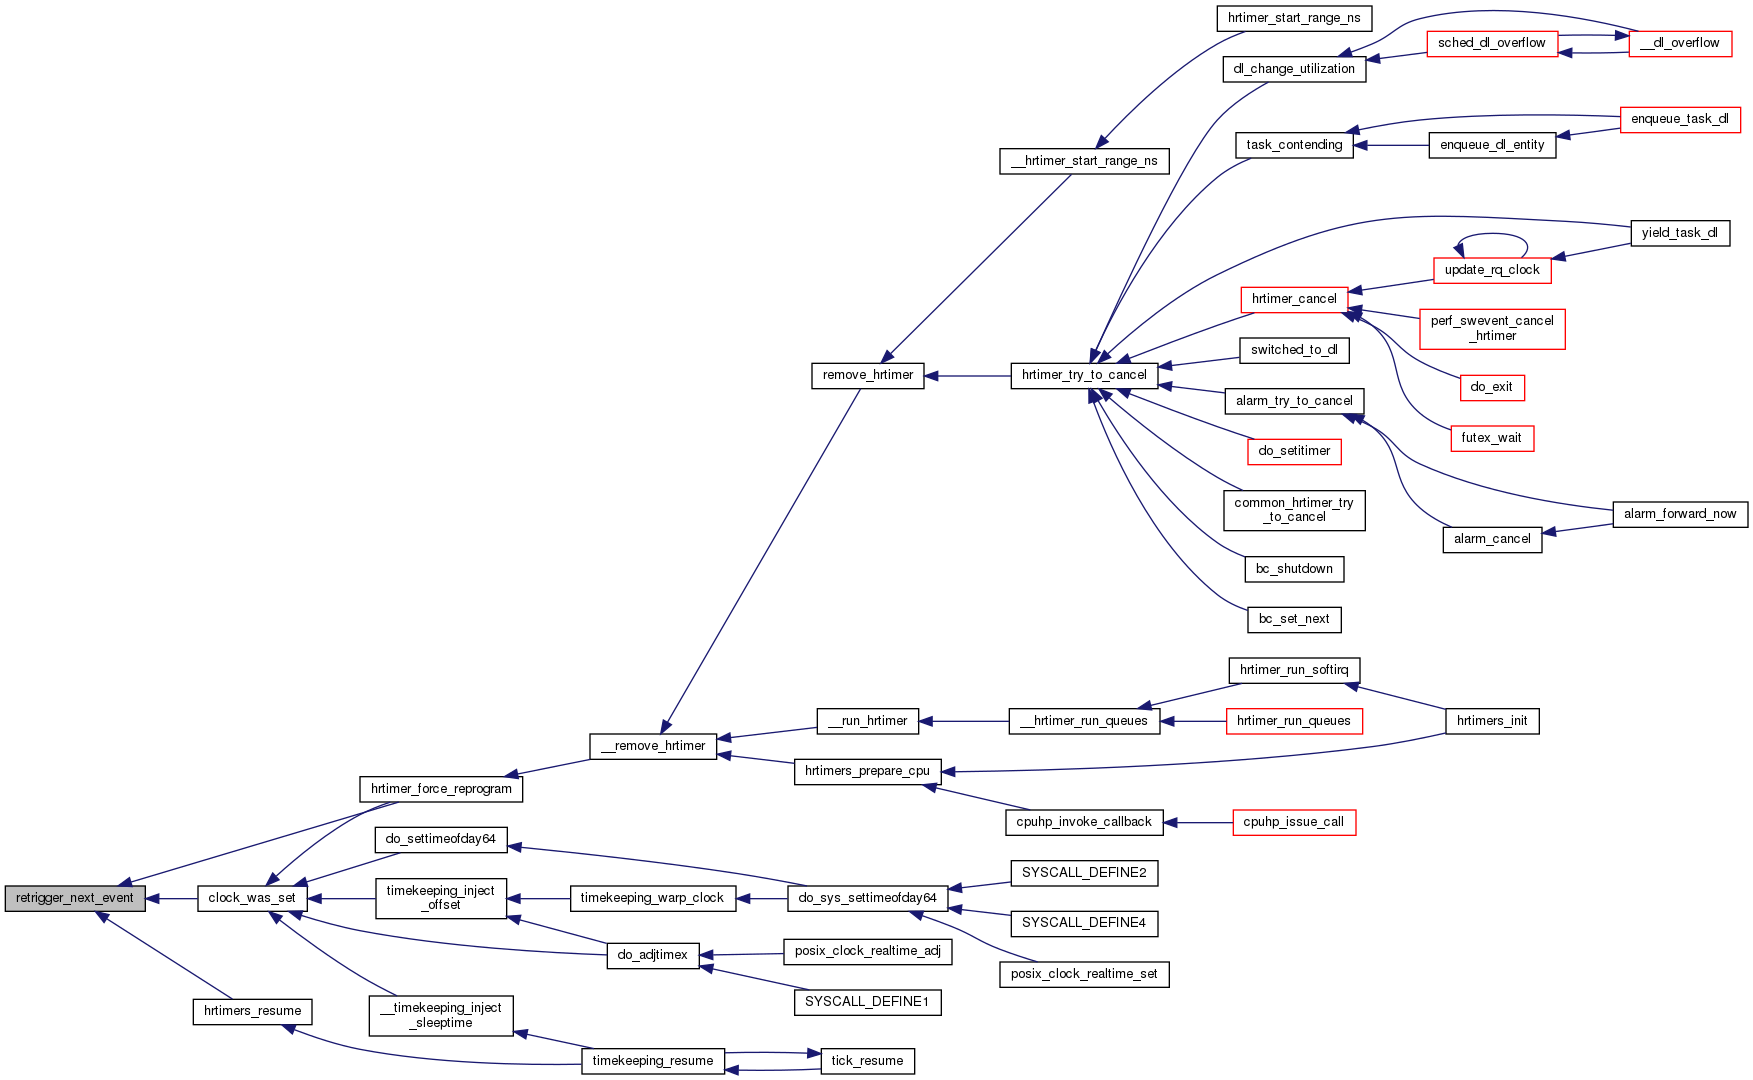 hrtimer_start_range_ns
sched_dl_overflow
__dl_overflow
dl_change_utilization
enqueue_task_dl
task_contending
enqueue_dl_entity
__hrtimer_start_range_ns
yield_task_dl
update_rq_clock
hrtimer_cancel
perf_swevent_cancel
_hrtimer
switched_to_dl
remove_hrtimer
hrtimer_try_to_cancel
do_exit
alarm_try_to_cancel
futex_wait
do_setitimer
common_hrtimer_try
_to_cancel
alarm_forward_now
alarm_cancel
bc_shutdown
bc_set_next
hrtimer_run_softirq
__run_hrtimer
__hrtimer_run_queues
hrtimer_run_queues
hrtimers_init
__remove_hrtimer
hrtimers_prepare_cpu
hrtimer_force_reprogram
cpuhp_invoke_callback
cpuhp_issue_call
do_settimeofday64
SYSCALL_DEFINE2
retrigger_next_event
clock_was_set
timekeeping_inject
_offset
timekeeping_warp_clock
do_sys_settimeofday64
SYSCALL_DEFINE4
do_adjtimex
posix_clock_realtime_adj
posix_clock_realtime_set
SYSCALL_DEFINE1
hrtimers_resume
__timekeeping_inject
_sleeptime
timekeeping_resume
tick_resume